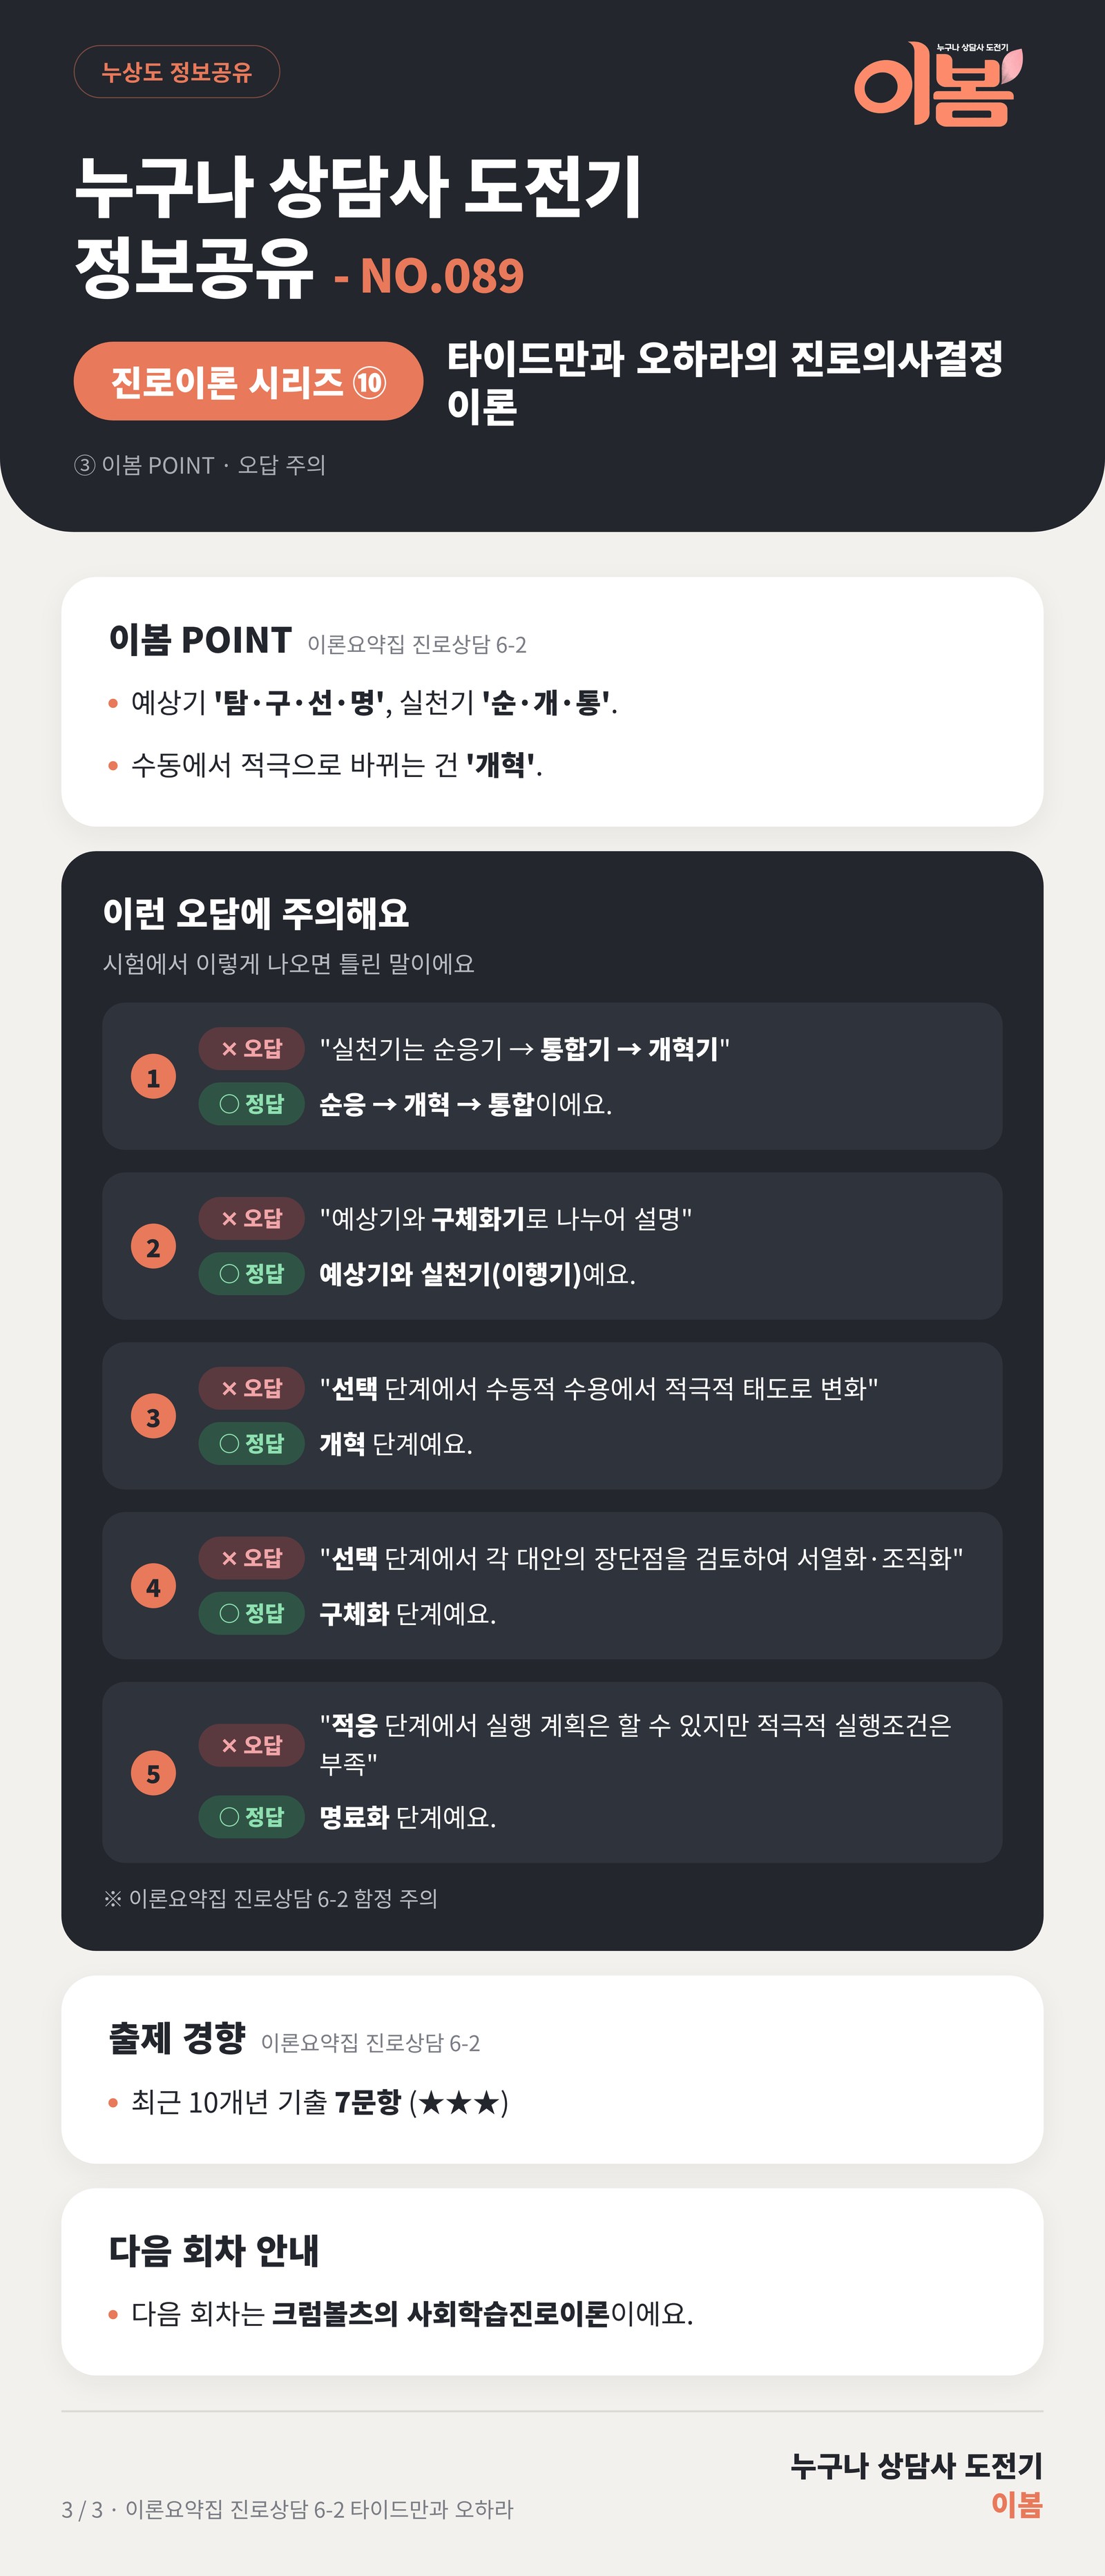 누상도 정보공유
누구나 상담사 도전기
이봄
누구나 상담사 도전기
정보공유 - NO.089
진로이론 시리즈 ⑩
타이드만과 오하라의 진로의사결정
이론
③ 이봄 POINT · 오답 주의
이봄 POINT 이론요약집 진로상담 6-2
• 예상기 '탐·구·선·명', 실천기 '순·개·통'.
• 수동에서 적극으로 바뀌는 건 '개혁'.
이런 오답에 주의해요
시험에서 이렇게 나오면 틀린 말이에요
1
× 오답 "실천기는 순응기 → 통합기 → 개혁기"
○ 정답 순응 → 개혁 → 통합이에요.
2
× 오답 "예상기와 구체화기로 나누어 설명"
○ 정답 예상기와 실천기(이행기)예요.
3
× 오답 "선택 단계에서 수동적 수용에서 적극적 태도로 변화"
○ 정답 개혁 단계예요.
4
× 오답 "선택 단계에서 각 대안의 장단점을 검토하여 서열화·조직화"
○ 정답 구체화 단계예요.
5
× 오답 "적응 단계에서 실행 계획은 할 수 있지만 적극적 실행조건은
부족"
○ 정답 명료화 단계예요.
※ 이론요약집 진로상담 6-2 함정 주의
출제 경향 이론요약집 진로상담 6-2
• 최근 10개년 기출 7문항 (★★★)
다음 회차 안내
• 다음 회차는 크럼볼츠의 사회학습진로이론이에요.
누구나 상담사 도전기
3 / 3 · 이론요약집 진로상담 6-2 타이드만과 오하라
이봄